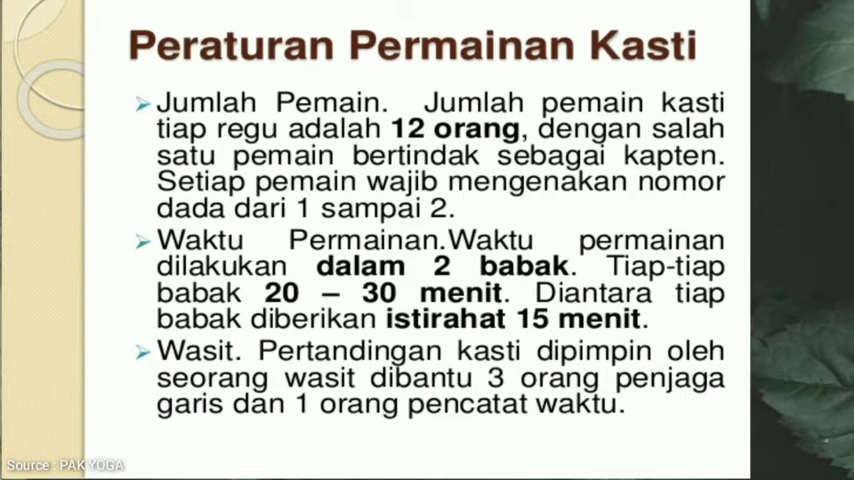 Peraturan Permainan Kasti
Jumlah Pemain. Jumlah pemain kasti
tiap regu adalah 12 orang, dengan salah
satu pemain bertindak sebagai kapten.
Setiap pemain wajib mengenakan nomor
dada dari 1 sampai 2.
Waktu Permainan.Waktu permainan
dilakukan dalam 2 babak. Tiap-tiap
babak 20 – 30 menit. Diantara tiap
babak diberikan istirahat 15 menit.
Wasit. Pertandingan kasti dipimpin oleh
seorang wasit dibantu 3 orang penjaga
garis dan 1 orang pencatat waktu.
Source : PAK YOGA